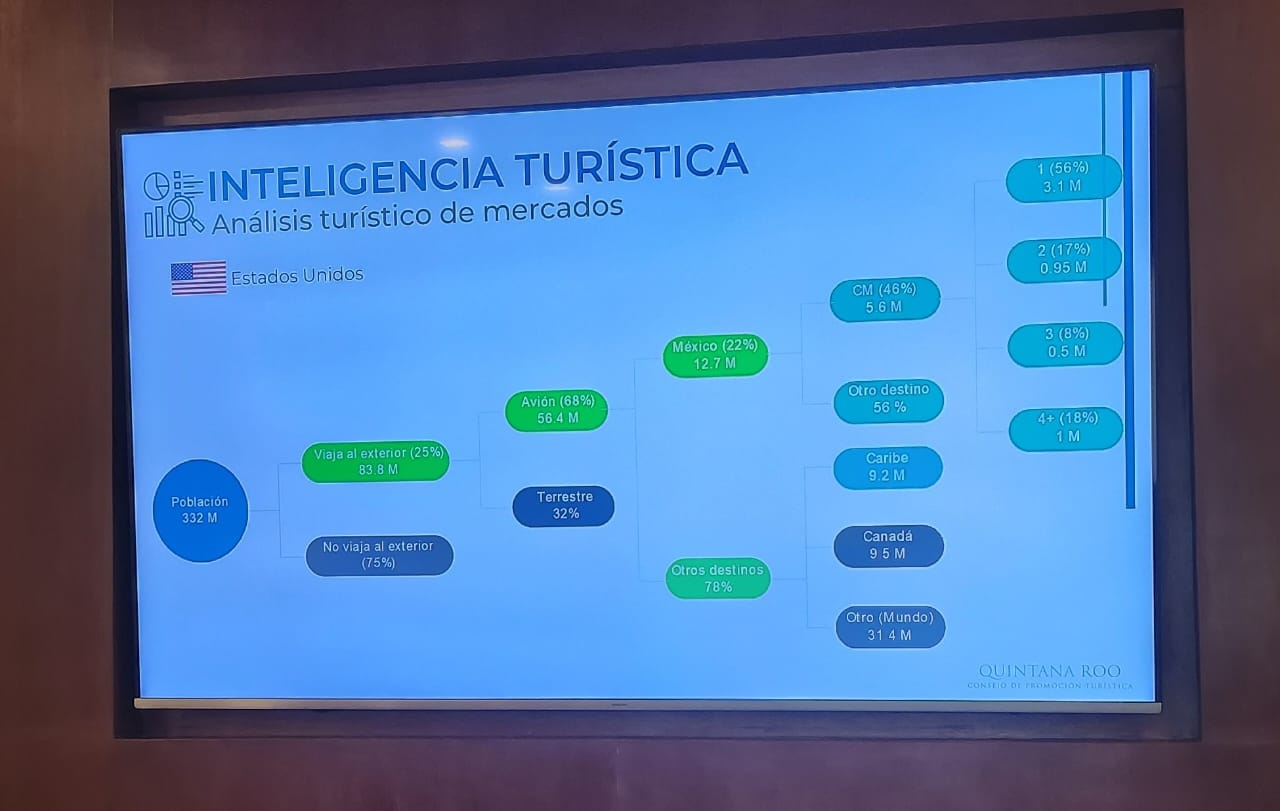 INTELIGENCIA TURÍSTICA
Análisis turístico de mercados
Estados Unidos
Población
332 M
Viaja al exterior (25%)
83.8 M
No viaja al exterior
(75%)
Avión (68%)
56.4 M
Terrestre
32%
México (22%)
12.7 M
Otros destinos
78%
CM (46%)
5.6 M
Otro destino
56 %
Caribe
9.2 M
Canadá
9.5 M
Otro (Mundo)
31.4 M
1 (56%)
3.1 M
2 (17%)
0.95 M
3 (8%)
0.5 M
4+ (18%)
1 M
QUINTANA ROO
CONSEJO DE PROMOCIÓN TURÍSTICA